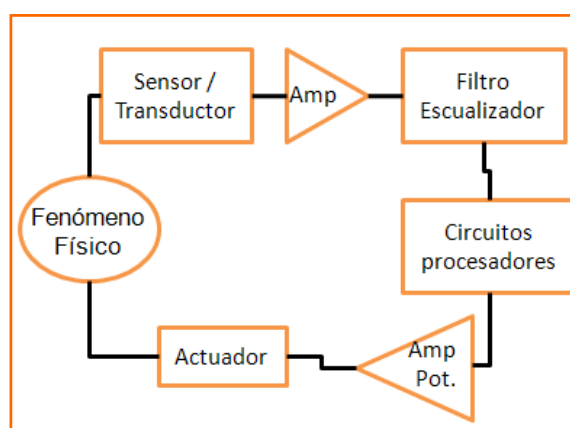 Sensor /
Transductor
Amp
Filtro
Escualizador
Fenómeno
Físico
Circuitos
procesadores
Actuador
Amp
Pot.